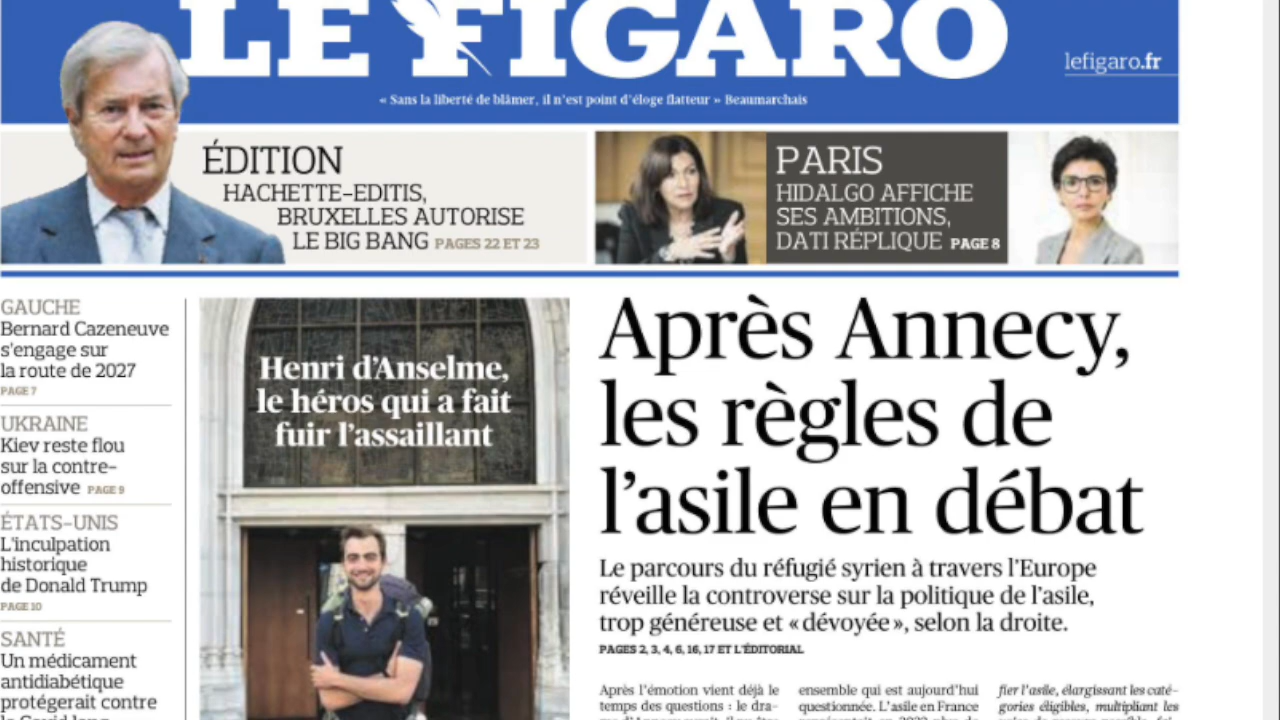 LE FIGARO
lefigaro.fr
« Sans la liberté de blâmer, il n'est point d'éloge flatteur » Beaumarchais
ÉDITION
HACHETTE-EDITIS,
BRUXELLES AUTORISE
LE BIG BANG PAGES 22 ET 23
PARIS
HIDALGO AFFICHE
SES AMBITIONS,
DATI RÉPLIQUE PAGE 8
GAUCHE
Bernard Cazeneuve
s'engage sur
la route de 2027
PAGE 7
UKRAINE
Kiev reste flou
sur la contre-
offensive PAGE 9
ÉTATS-UNIS
L'inculpation
historique
de Donald Trump
PAGE 10
SANTÉ
Un médicament
antidiabétique
protégerait contre
Henri d'Anselme,
le héros qui a fait
fuir l'assaillant
Après Annecy,
les règles de
l'asile en débat
Le parcours du réfugié syrien à travers l'Europe
réveille la controverse sur la politique de l'asile,
trop généreuse et « dévoyée », selon la droite.
PAGES 2, 3, 4, 6, 16, 17 ET L'ÉDITORIAL
Après l'émotion vient déjà le
temps des questions : le dra-
ensemble qui est aujourd'hui
questionnée. L'asile en France
fier l'asile, élargissant les caté-
gories éligibles, multipliant les